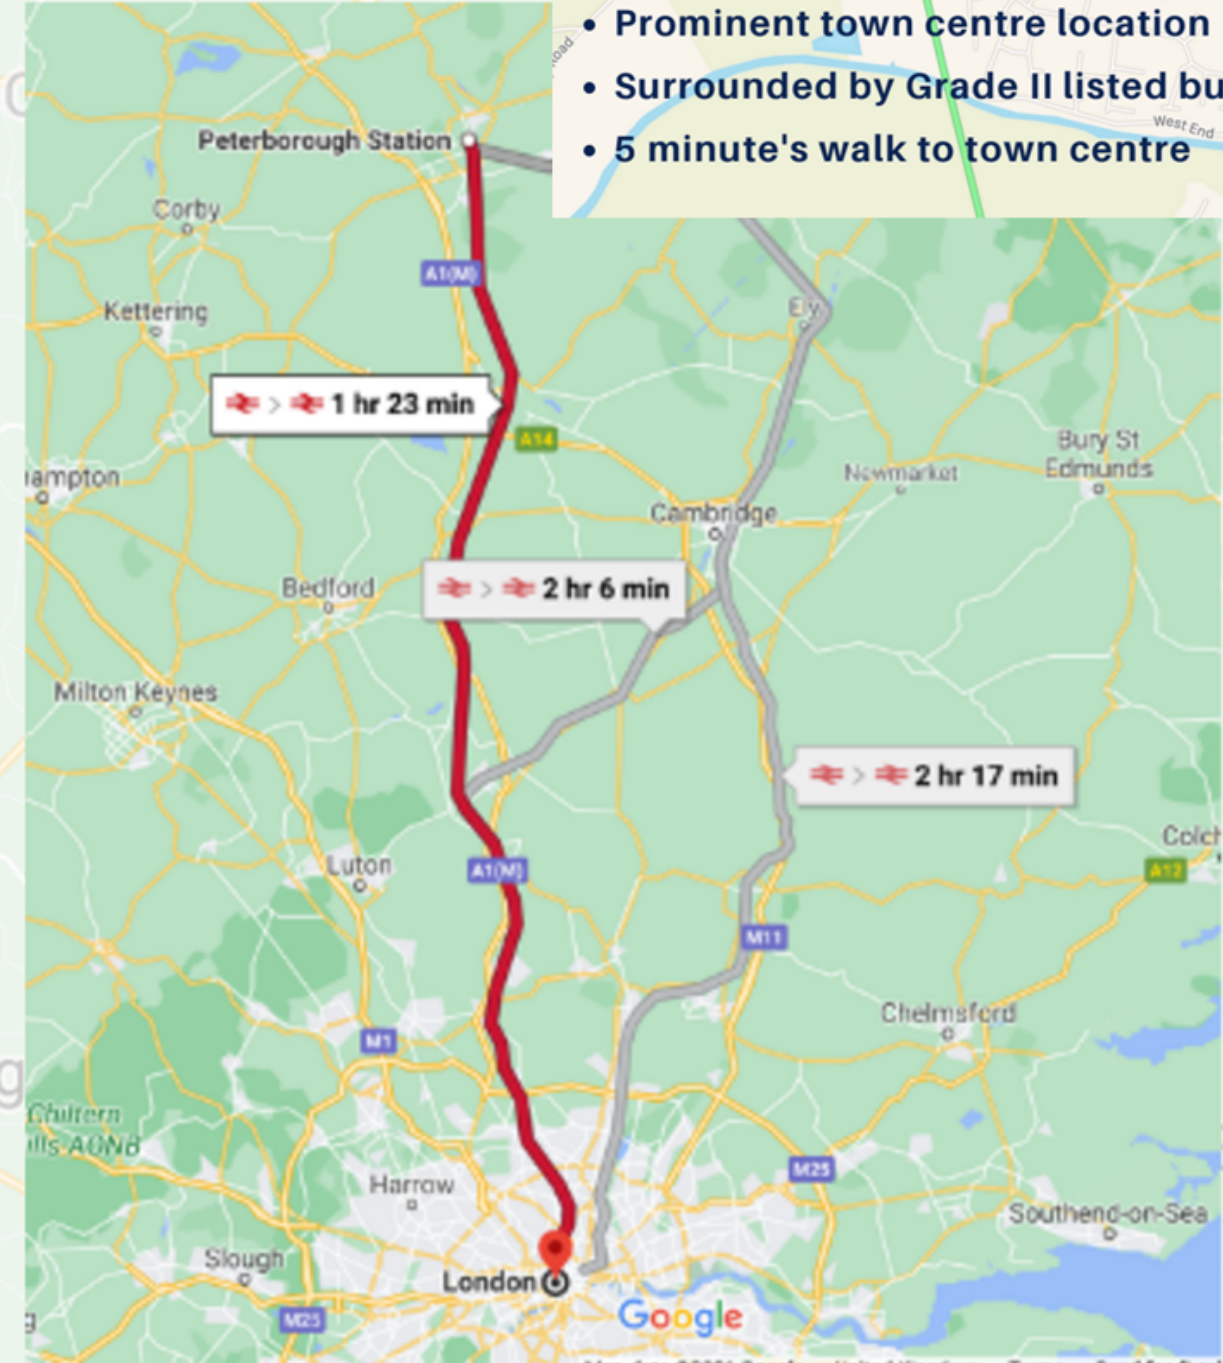 • Prominent town centre location
• Surrounded by Grade II listed bu
• 5 minute's walk to town centre
Road
West End
Peterborough Station
Corby
A1(M)
Kettering
Ely
1 hr 23 min
A14
Bury St
Edmunds
Newmarket
ampton
Cambridge
2 hr 6 min
Bedford
Milton Keynes
2 hr 17 min
Colch
Luton
A1(M)
A12
M11
Chelmsford
M1
Chiltern
ills AONB
M25
Harrow
Southend-on-Sea
Slough
London
Google
M25
g